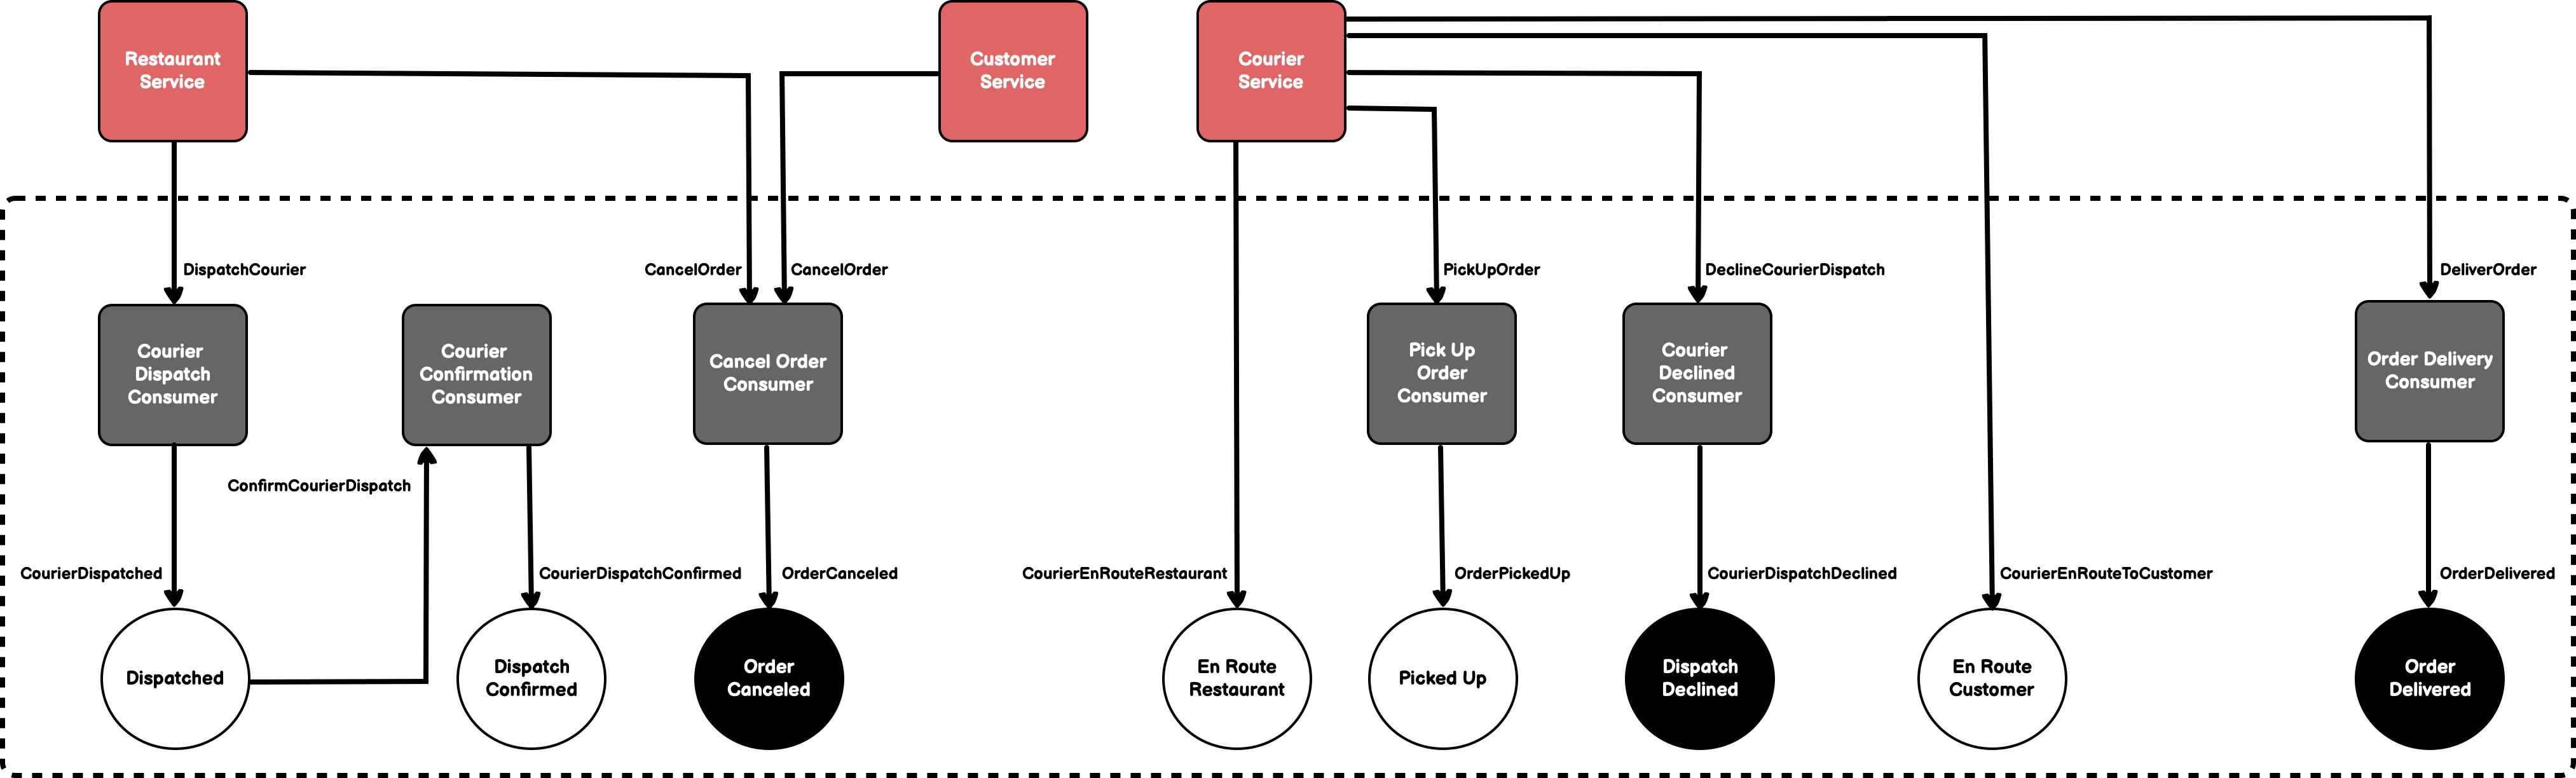 Restaurant
Service
Customer
Service
Courier
Service
DispatchCourier
CancelOrder
CancelOrder
PickUpOrder
DeclineCourierDispatch
DeliverOrder
Courier
Dispatch
Consumer
Courier
Confirmation
Consumer
Cancel Order
Consumer
Pick Up
Order
Consumer
Courier
Declined
Consumer
Order Delivery
Consumer
ConfirmCourierDispatch
CourierDispatched
CourierDispatchConfirmed
OrderCanceled
CourierEnRouteRestaurant
OrderPickedUp
CourierDispatchDeclined
CourierEnRouteToCustomer
OrderDelivered
Dispatched
Dispatch
Confirmed
Order
Canceled
En Route
Restaurant
Picked Up
Dispatch
Declined
En Route
Customer
Order
Delivered